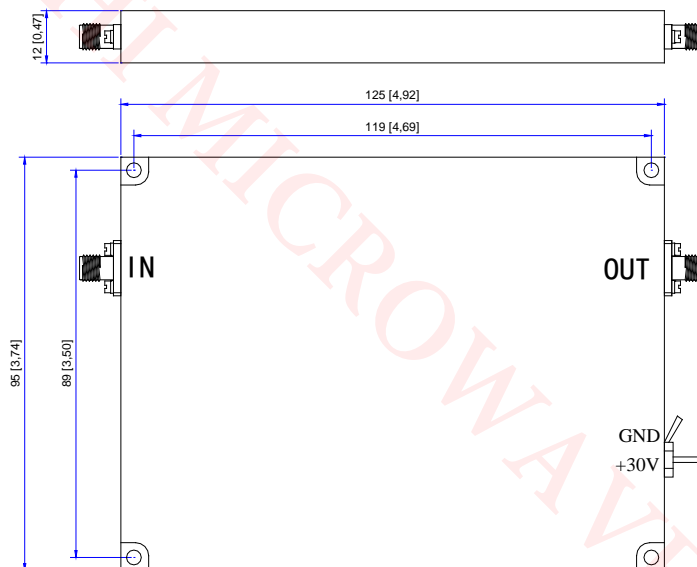 12 [0,47]
125 [4,92]
119 [4,69]
IN
OUT
95 [3,74]
89 [3,50]
GND
+30V
MICROWAVE